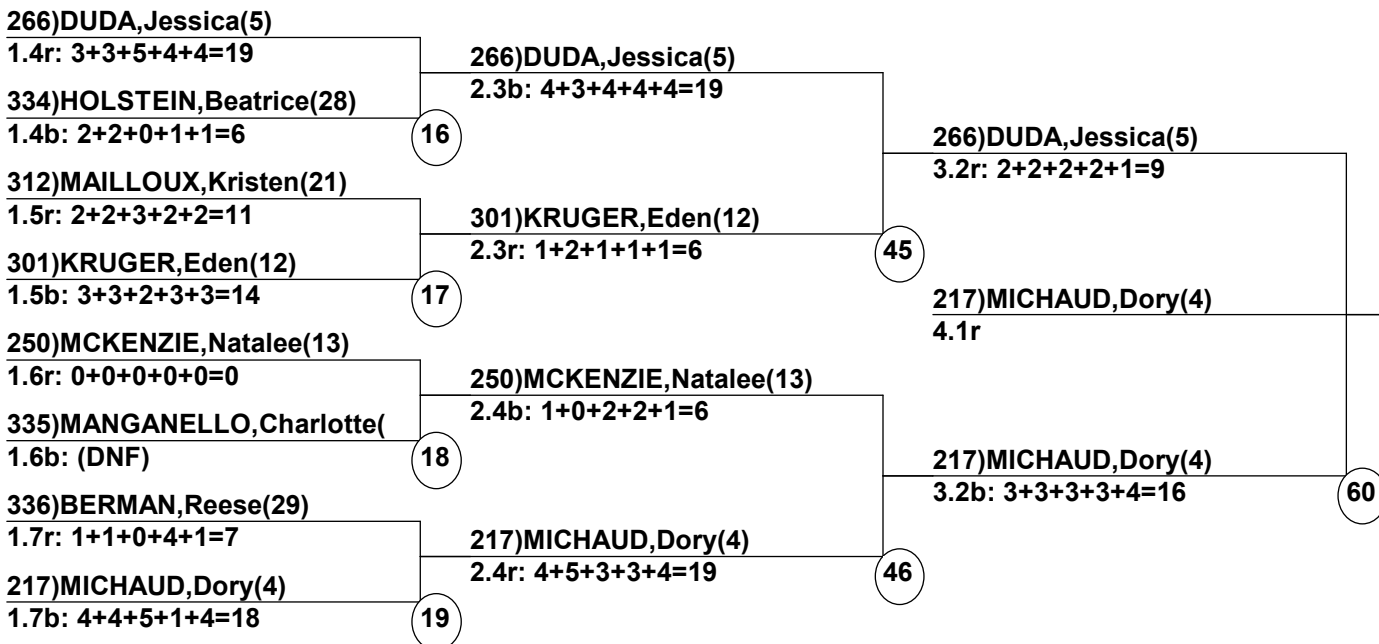 266)DUDA,Jessica(5)
1.4r: 3+3+5+4+4=19
334)HOLSTEIN,Beatrice(28)
1.4b: 2+2+0+1+1=6
16
312)MAILLOUX,Kristen(21)
1.5r: 2+2+3+2+2=11
301)KRUGER,Eden(12)
1.5b: 3+3+2+3+3=14
17
250)MCKENZIE,Natalee(13)
1.6r: 0+0+0+0+0=0
335)MANGANELLO,Charlotte(
1.6b: (DNF)
18
336)BERMAN,Reese(29)
1.7r: 1+1+0+4+1=7
217)MICHAUD,Dory(4)
1.7b: 4+4+5+1+4=18
19
266)DUDA,Jessica(5)
2.3b: 4+3+4+4+4=19
301)KRUGER,Eden(12)
2.3r: 1+2+1+1+1=6
45
250)MCKENZIE,Natalee(13)
2.4b: 1+0+2+2+1=6
217)MICHAUD,Dory(4)
2.4r: 4+5+3+3+4=19
46
266)DUDA,Jessica(5)
3.2r: 2+2+2+2+1=9
217)MICHAUD,Dory(4)
4.1r
217)MICHAUD,Dory(4)
3.2b: 3+3+3+3+4=16
60